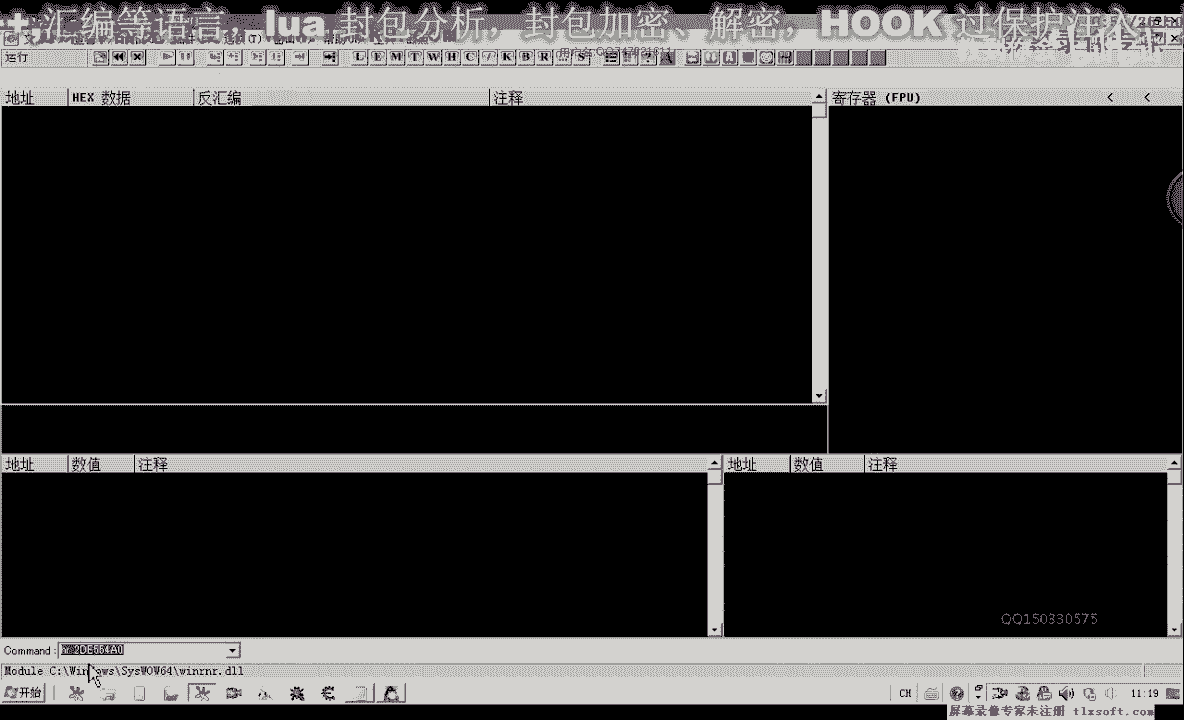 汇编等语言，lua 封包分析，封包加密、解密，HOOK 过保护注入
运行
L E M T W H C / K B R ... S
地址 HEX 数据 反汇编 注释 寄存器 (FPU) < <
地址 数值 注释 地址 数值 注释
QQ150330575
Command:
Module C:\Windows\SysWOW64\winrnr.dll
开始 CH 11:19
屏幕录像专家未注册 tlxsoft.com